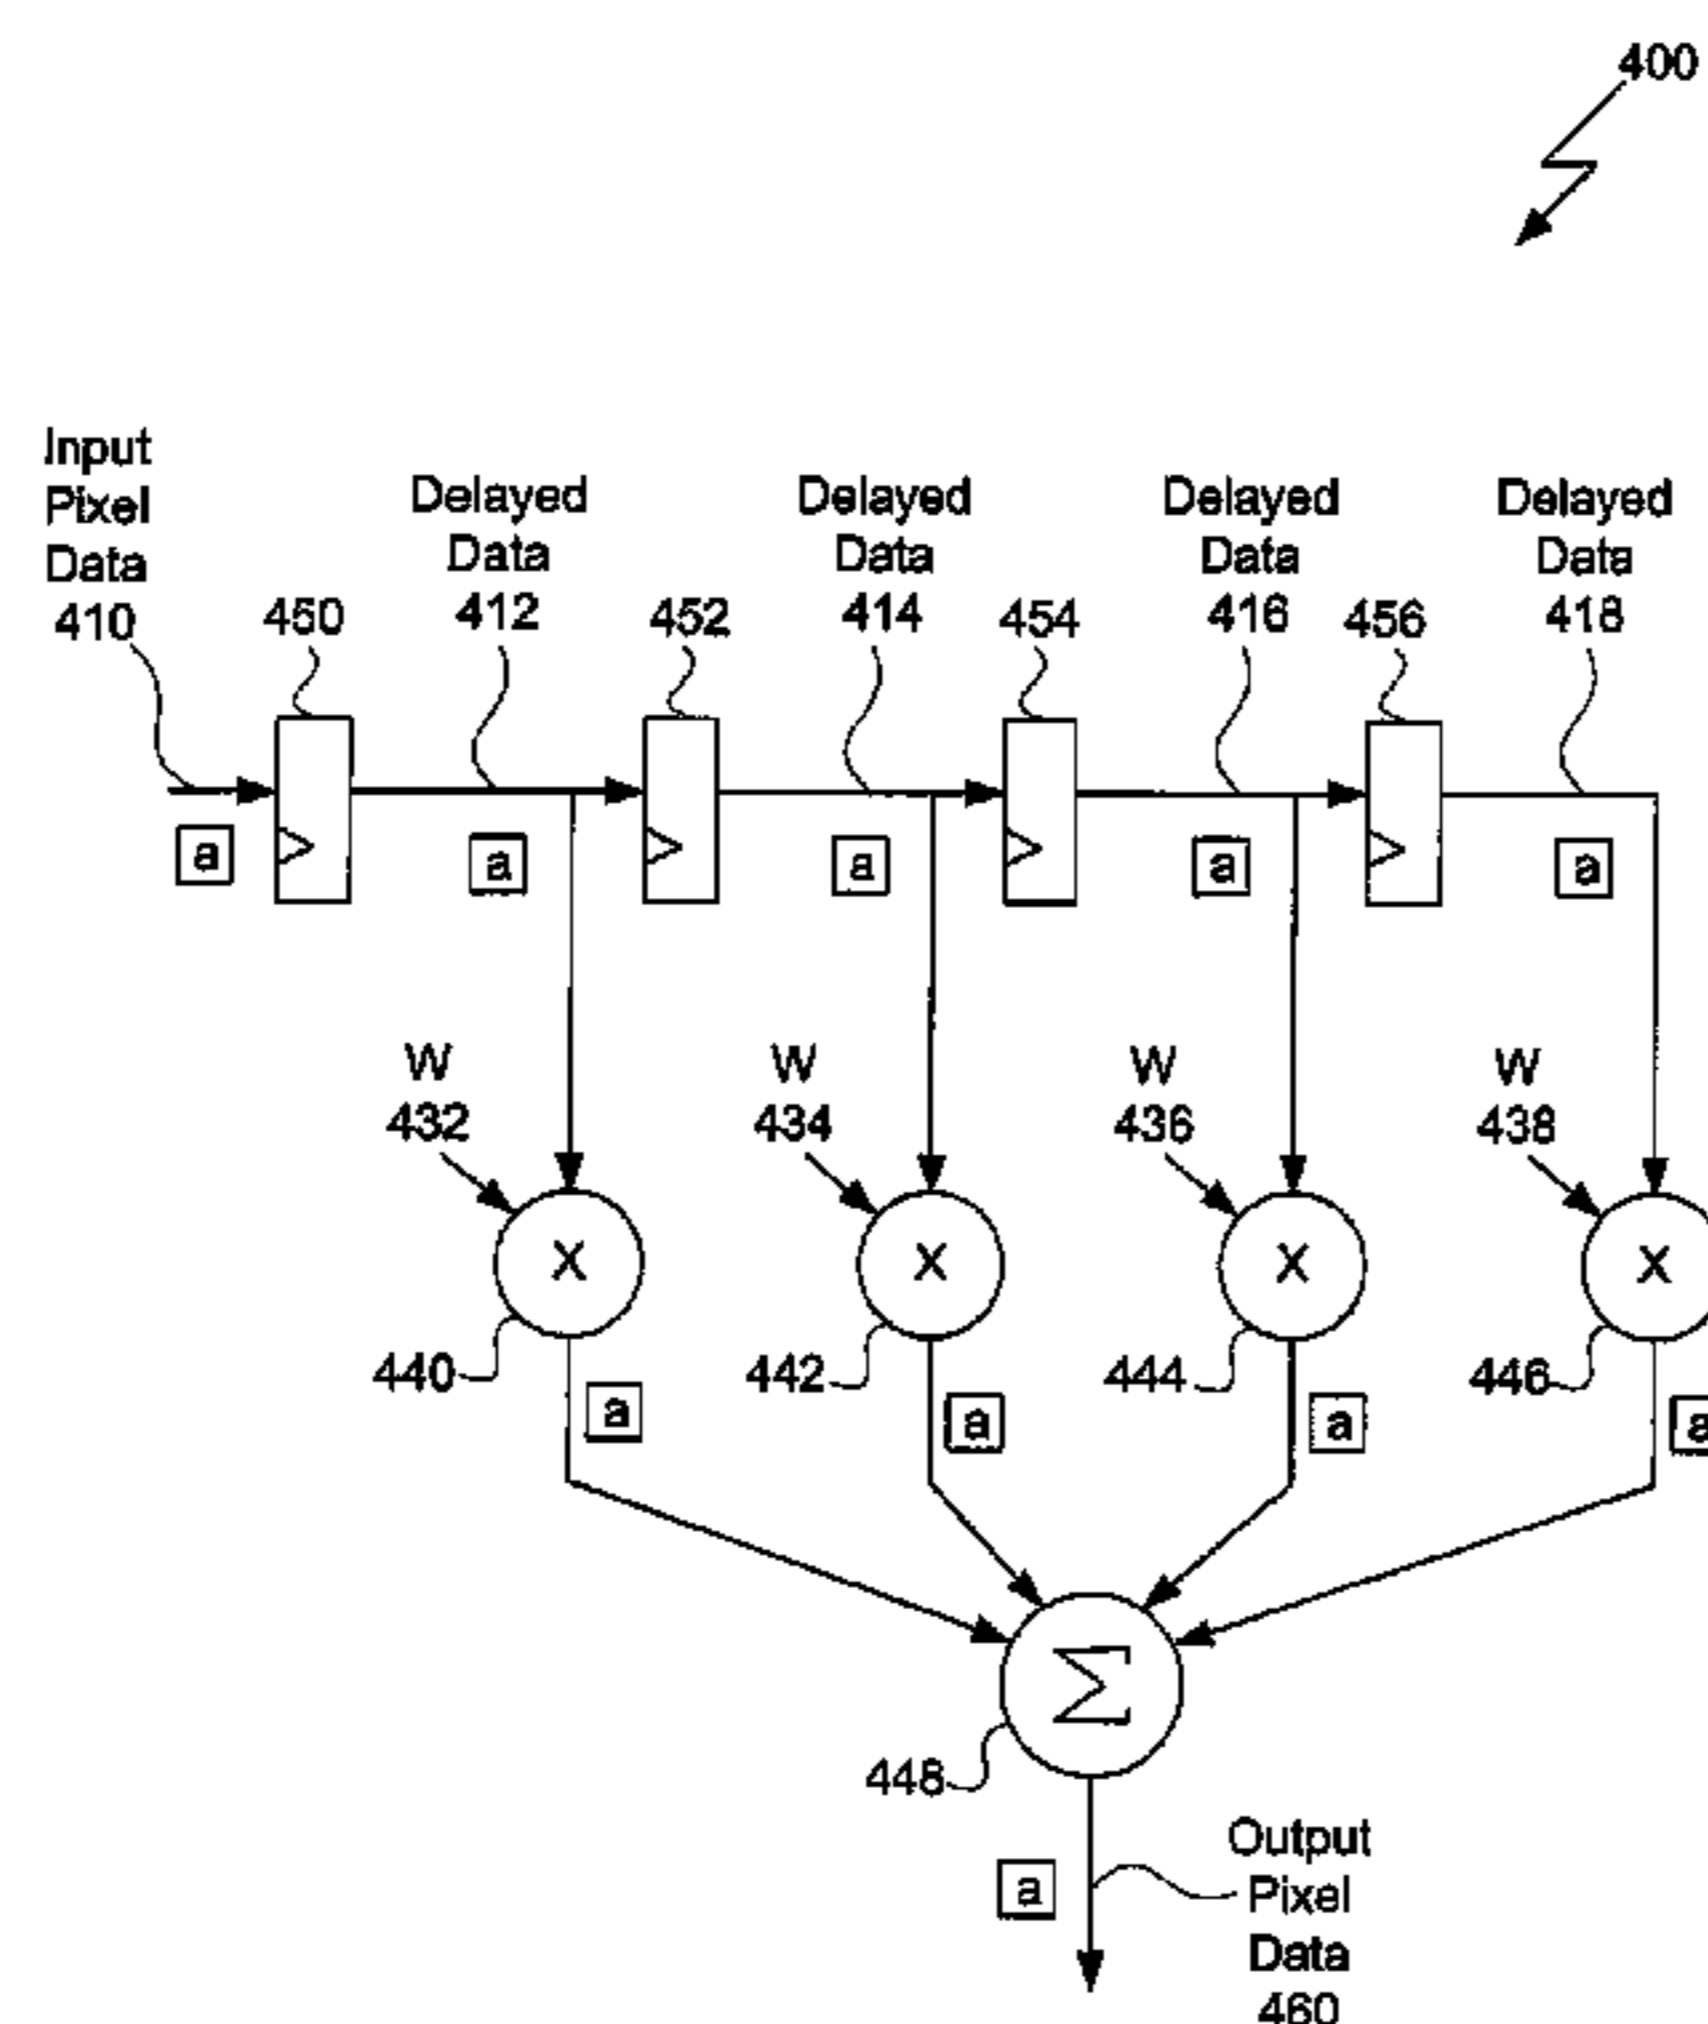 400
Input
Pixel
Data
410
450
Delayed
Data
412
452
Delayed
Data
414
454
Delayed
Data
416
456
Delayed
Data
418
a
a
a
a
a
W
432
W
434
W
436
W
438
X
X
X
X
440
442
444
446
a
a
a
a
Σ
448
a
Output
Pixel
Data
460